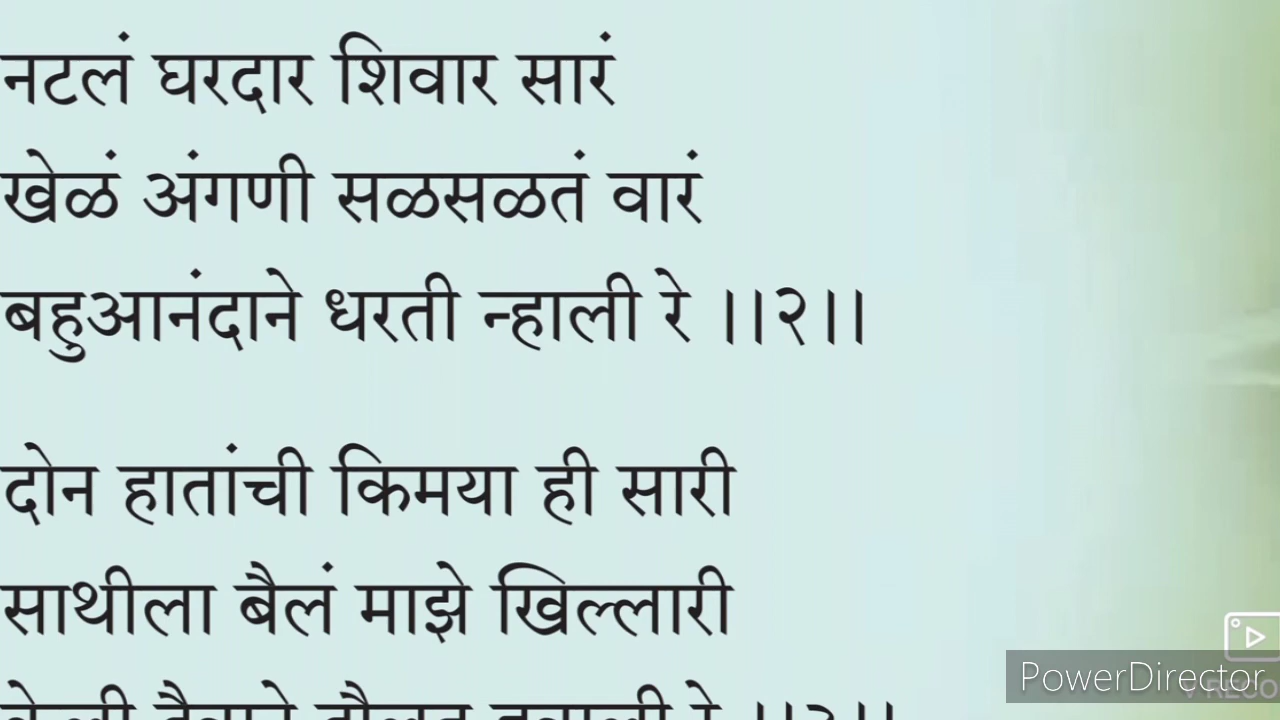 नटलं घरदार शिवार सारं
खेळं अंगणी सळसळतं वारं
बहुआनंदाने धरती न्हाली रे ।।२।।
दोन हातांची किमया ही सारी
साथीला बैलं माझे खिल्लारी
PowerDirector